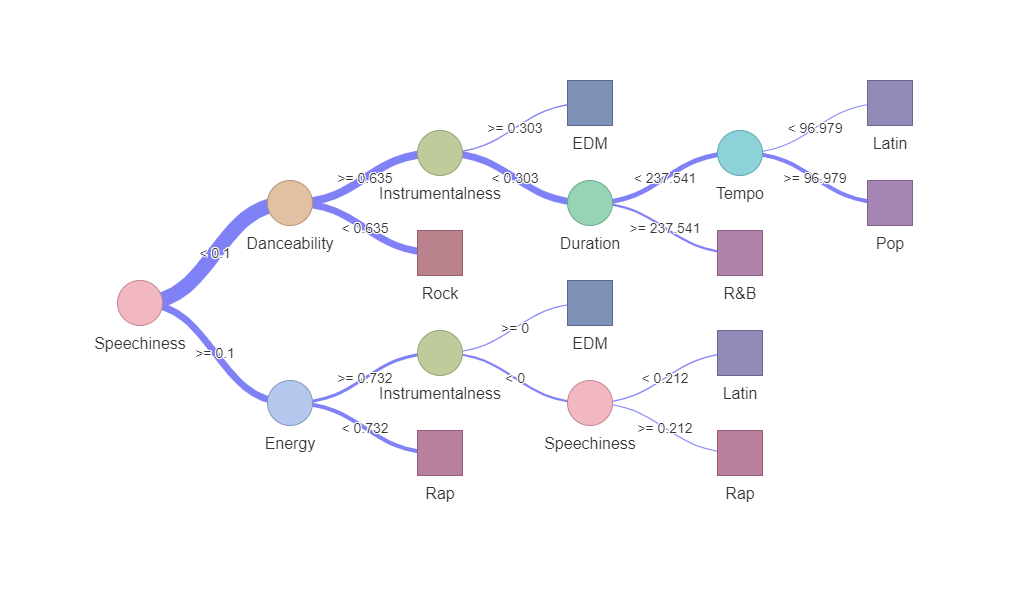 >= 0.303
EDM
< 96.979
Latin
>= 0.635
Instrumentalness
< 0.303
< 237.541
Tempo
>= 96.979
< 0.1
Danceability
< 0.635
Duration
>= 237.541
Pop
Rock
R&B
Speechiness
>= 0.1
>= 0
EDM
>= 0.732
Instrumentalness
< 0
< 0.212
Latin
Energy
< 0.732
Speechiness
>= 0.212
Rap
Rap